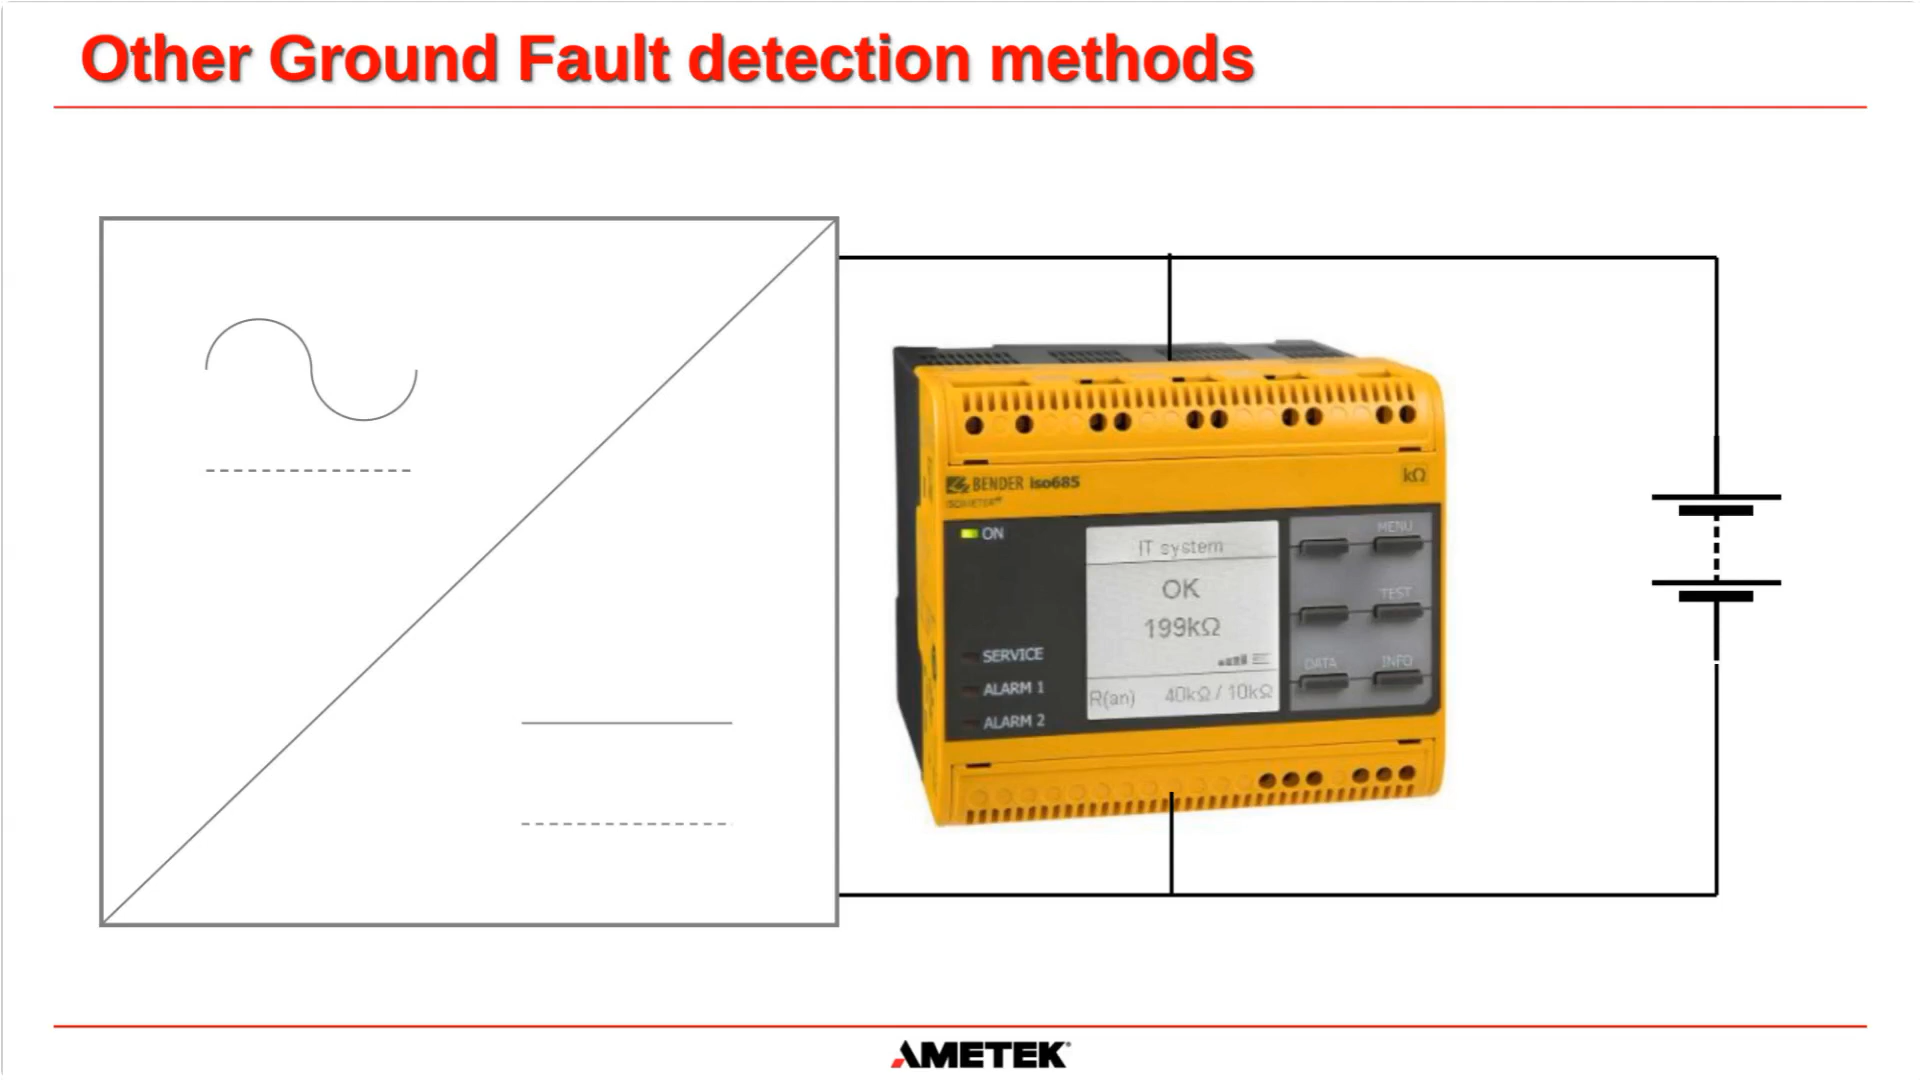 Other Ground Fault detection methods
BENDER iso685
kΩ
ISOMETER®
ON
MENU
IT system
OK
TEST
199kΩ
SERVICE
DATA
INFO
ALARM 1
R(an) 40kΩ / 10kΩ
ALARM 2
AMETEK®